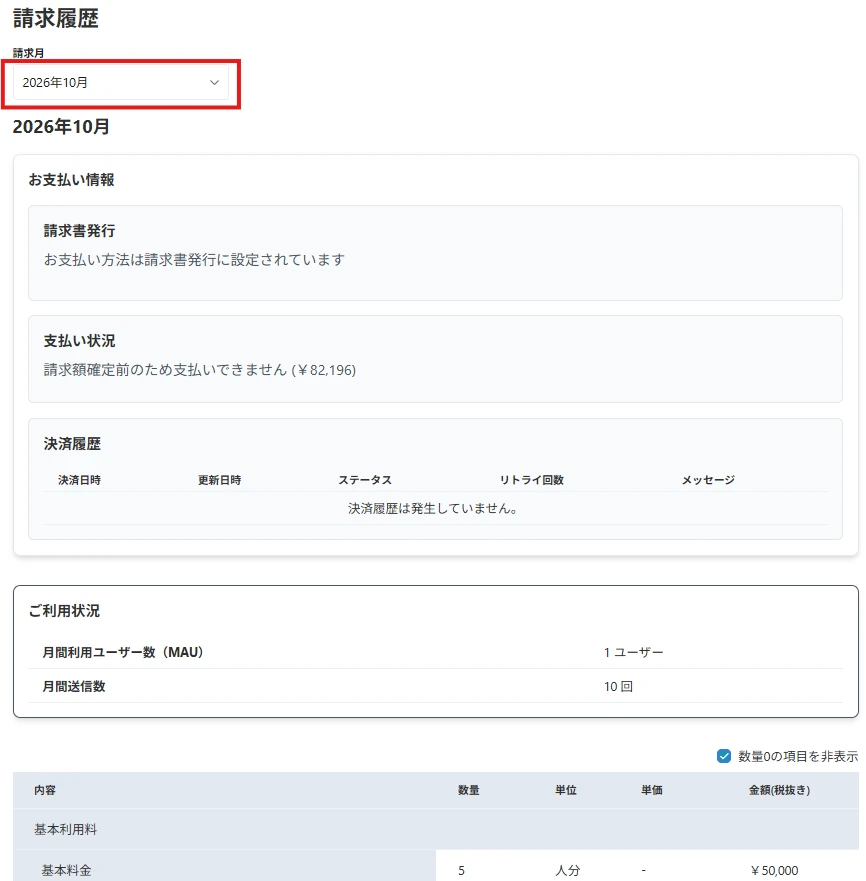 請求履歴
請求月
2026年10月
2026年10月
お支払い情報
請求書発行
お支払い方法は請求書発行に設定されています
支払い状況
請求額確定前のため支払いできません (￥82,196)
決済履歴
決済日時 更新日時 ステータス リトライ回数 メッセージ
決済履歴は発生していません。
ご利用状況
月間利用ユーザー数（MAU） 1 ユーザー
月間送信数 10 回
数量0の項目を非表示
内容 数量 単位 単価 金額(税抜き)
基本利用料
基本料金 5 人分 - ￥50,000